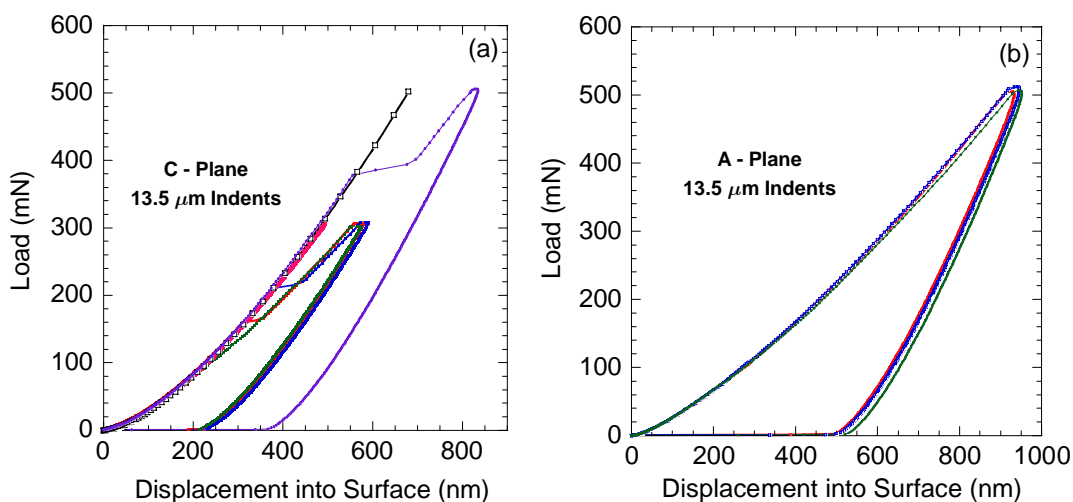 (a)
C - Plane
13.5 μm Indents
Load (mN)
600
500
400
300
200
100
0
0
200
400
600
800
Displacement into Surface (nm)
(b)
A - Plane
13.5 μm Indents
Load (mN)
600
500
400
300
200
100
0
0
200
400
600
800
1000
Displacement into Surface (nm)